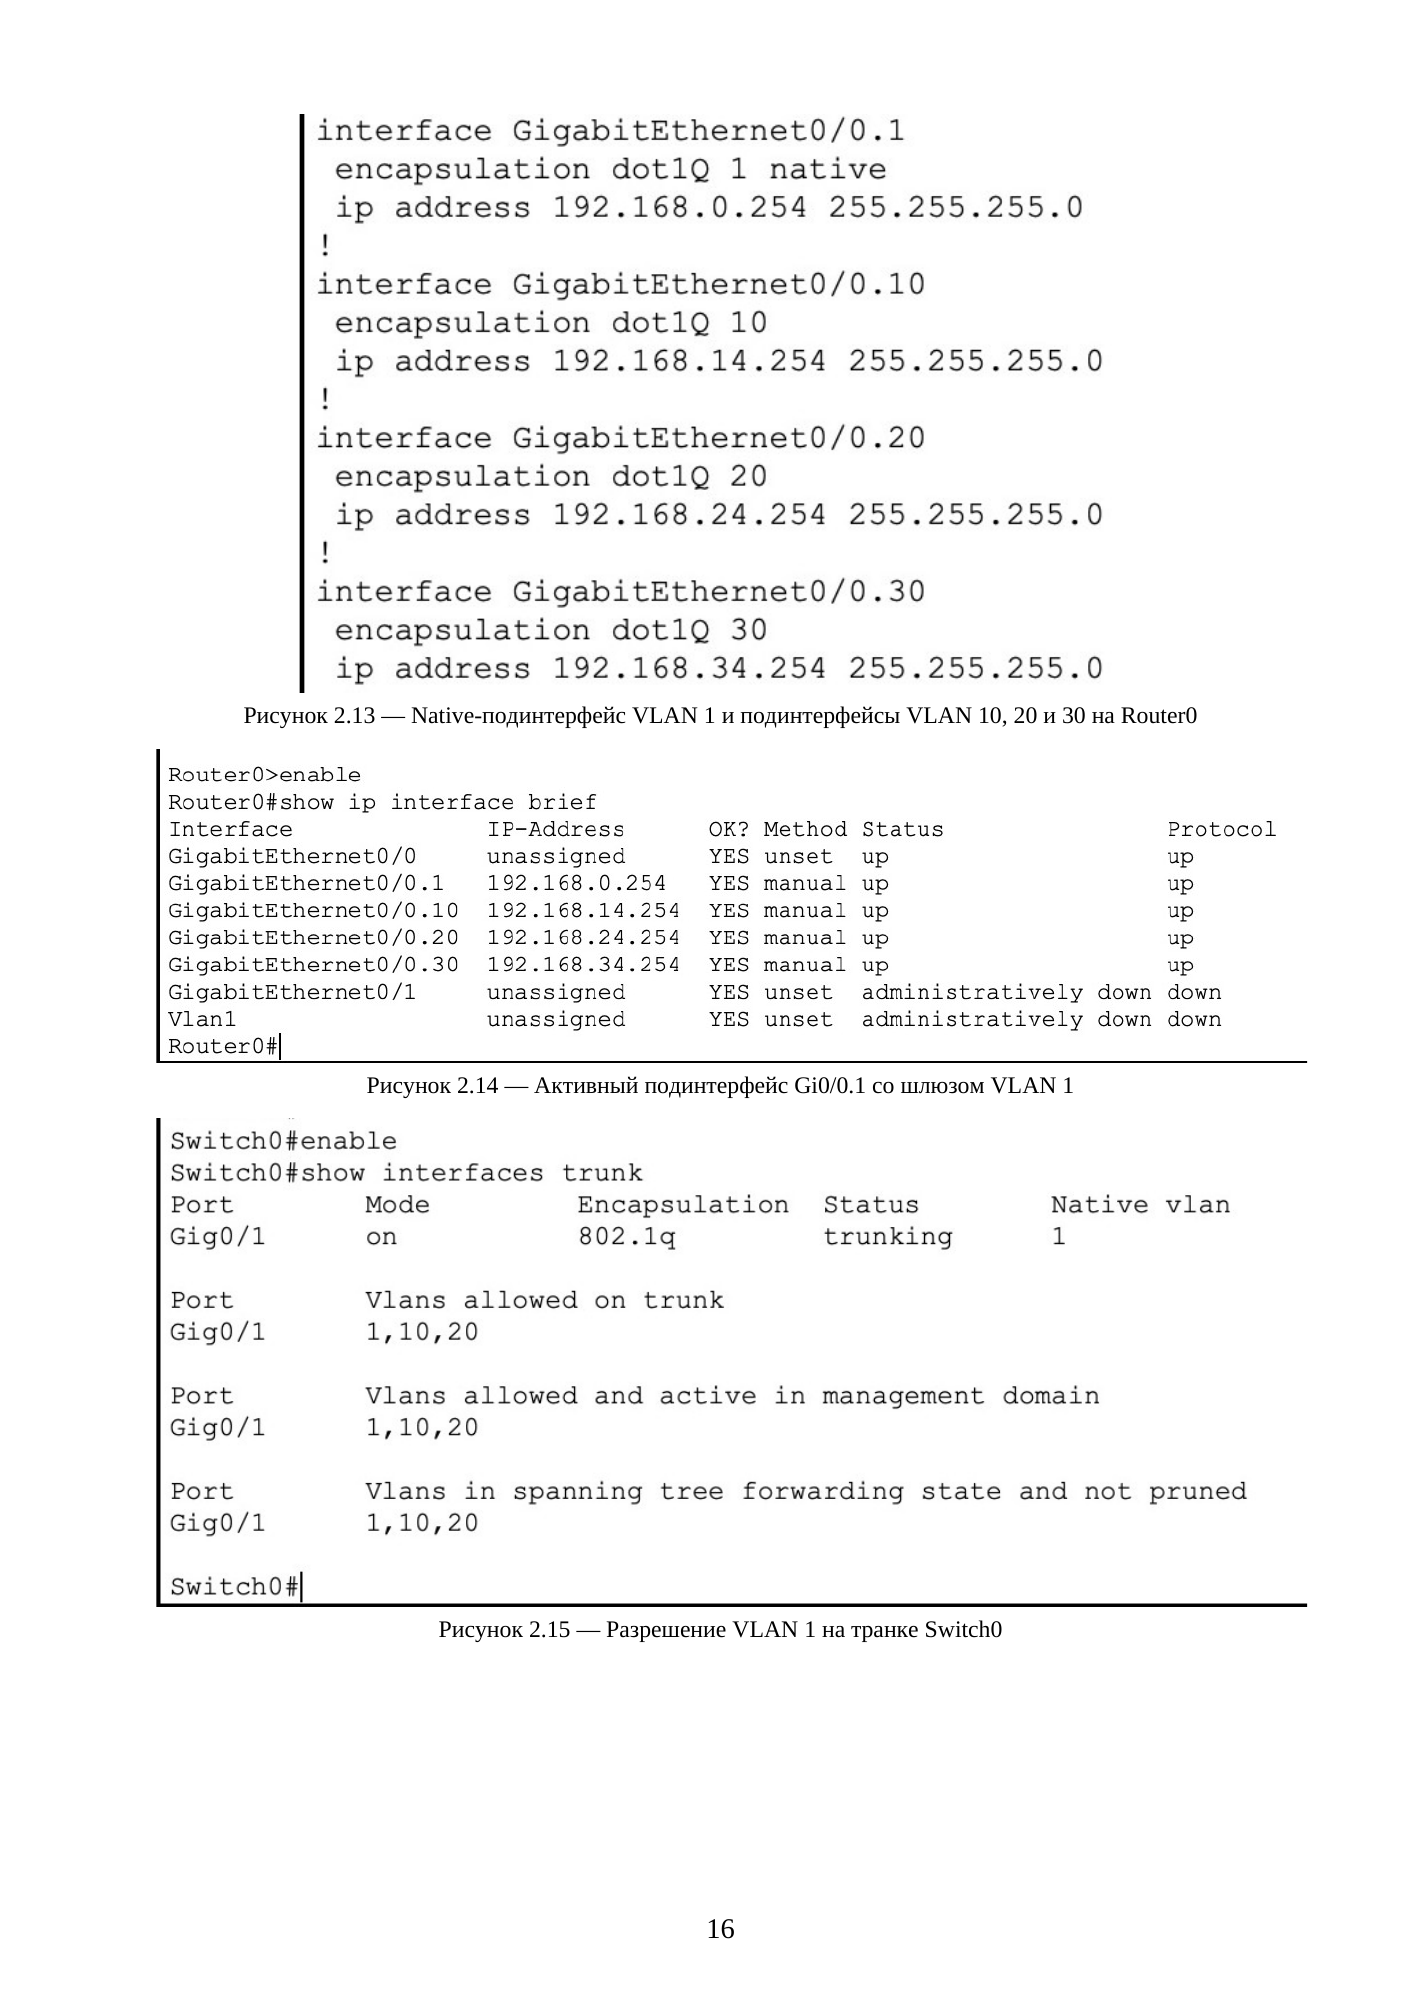 interface GigabitEthernet0/0.1
encapsulation dot1Q 1 native
ip address 192.168.0.254 255.255.255.0
!
interface GigabitEthernet0/0.10
encapsulation dot1Q 10
ip address 192.168.14.254 255.255.255.0
!
interface GigabitEthernet0/0.20
encapsulation dot1Q 20
ip address 192.168.24.254 255.255.255.0
!
interface GigabitEthernet0/0.30
encapsulation dot1Q 30
ip address 192.168.34.254 255.255.255.0
Рисунок 2.13 — Native-подинтерфейс VLAN 1 и подинтерфейсы VLAN 10, 20 и 30 на Router0
Router0>enable
Router0#show ip interface brief
Interface IP-Address OK? Method Status Protocol
GigabitEthernet0/0 unassigned YES unset up up
GigabitEthernet0/0.1 192.168.0.254 YES manual up up
GigabitEthernet0/0.10 192.168.14.254 YES manual up up
GigabitEthernet0/0.20 192.168.24.254 YES manual up up
GigabitEthernet0/0.30 192.168.34.254 YES manual up up
GigabitEthernet0/1 unassigned YES unset administratively down down
Vlan1 unassigned YES unset administratively down down
Router0#
Рисунок 2.14 — Активный подинтерфейс Gi0/0.1 со шлюзом VLAN 1
Switch0#enable
Switch0#show interfaces trunk
Port Mode Encapsulation Status Native vlan
Gig0/1 on 802.1q trunking 1
Port Vlans allowed on trunk
Gig0/1 1,10,20
Port Vlans allowed and active in management domain
Gig0/1 1,10,20
Port Vlans in spanning tree forwarding state and not pruned
Gig0/1 1,10,20
Switch0#
Рисунок 2.15 — Разрешение VLAN 1 на транке Switch0
16